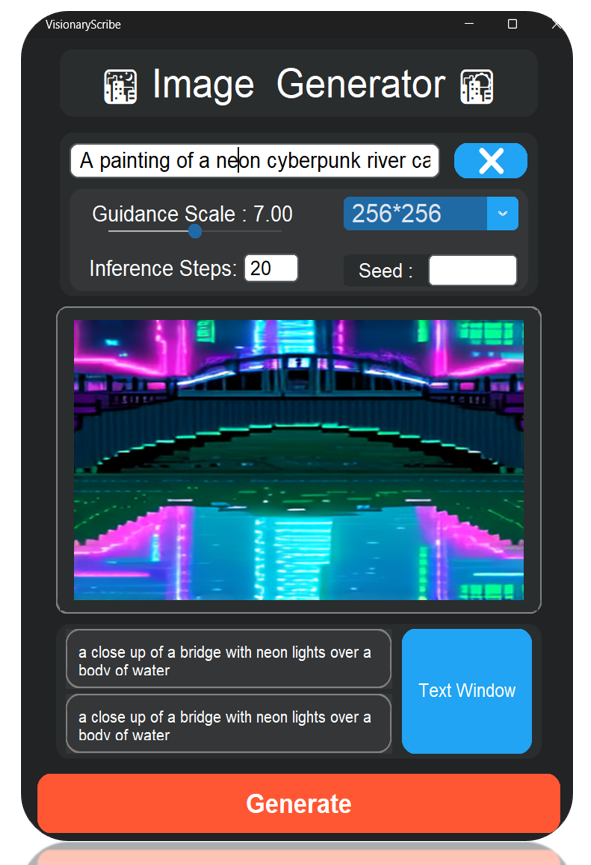 VisionaryScribe
Image Generator
A painting of a neon cyberpunk river ca
Guidance Scale : 7.00
256*256
Inference Steps: 20
Seed :
a close up of a bridge with neon lights over a
body of water
a close up of a bridge with neon lights over a
body of water
Text Window
Generate